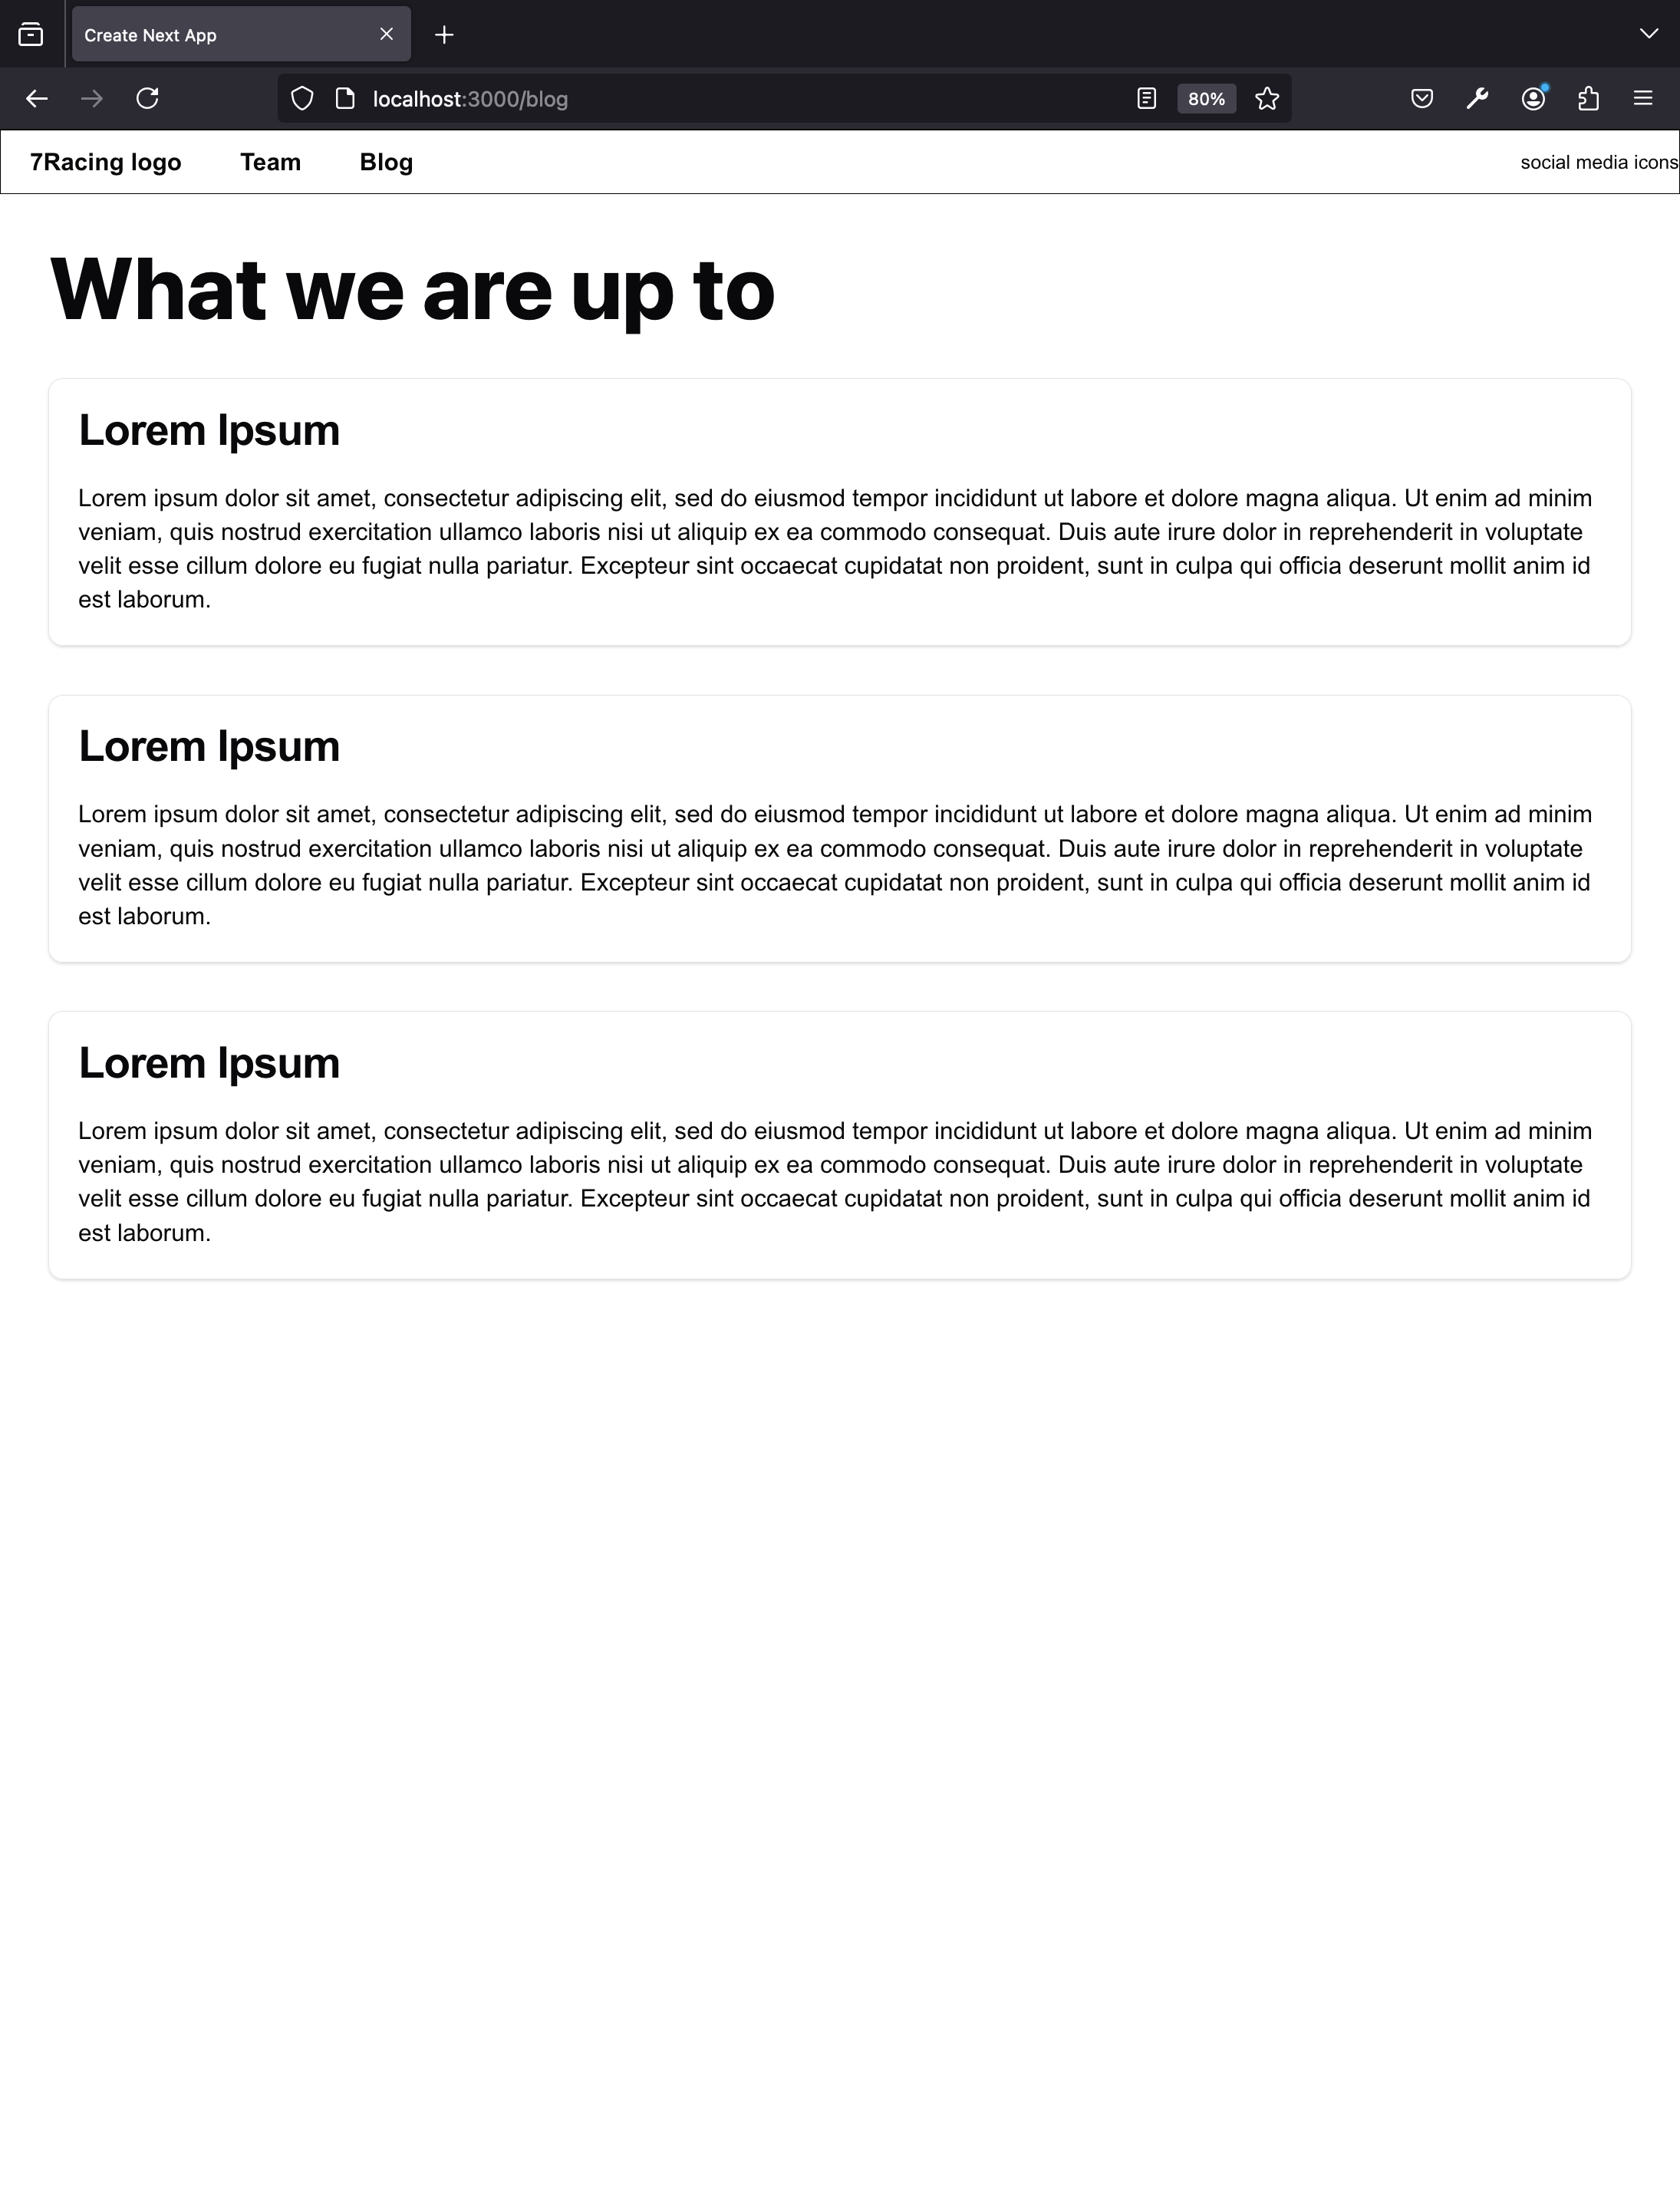 Create Next App
localhost:3000/blog
80%
7Racing logo
Team
Blog
social media icons
What we are up to
Lorem Ipsum
Lorem ipsum dolor sit amet, consectetur adipiscing elit, sed do eiusmod tempor incididunt ut labore et dolore magna aliqua. Ut enim ad minim
veniam, quis nostrud exercitation ullamco laboris nisi ut aliquip ex ea commodo consequat. Duis aute irure dolor in reprehenderit in voluptate
velit esse cillum dolore eu fugiat nulla pariatur. Excepteur sint occaecat cupidatat non proident, sunt in culpa qui officia deserunt mollit anim id
est laborum.
Lorem Ipsum
Lorem ipsum dolor sit amet, consectetur adipiscing elit, sed do eiusmod tempor incididunt ut labore et dolore magna aliqua. Ut enim ad minim
veniam, quis nostrud exercitation ullamco laboris nisi ut aliquip ex ea commodo consequat. Duis aute irure dolor in reprehenderit in voluptate
velit esse cillum dolore eu fugiat nulla pariatur. Excepteur sint occaecat cupidatat non proident, sunt in culpa qui officia deserunt mollit anim id
est laborum.
Lorem Ipsum
Lorem ipsum dolor sit amet, consectetur adipiscing elit, sed do eiusmod tempor incididunt ut labore et dolore magna aliqua. Ut enim ad minim
veniam, quis nostrud exercitation ullamco laboris nisi ut aliquip ex ea commodo consequat. Duis aute irure dolor in reprehenderit in voluptate
velit esse cillum dolore eu fugiat nulla pariatur. Excepteur sint occaecat cupidatat non proident, sunt in culpa qui officia deserunt mollit anim id
est laborum.